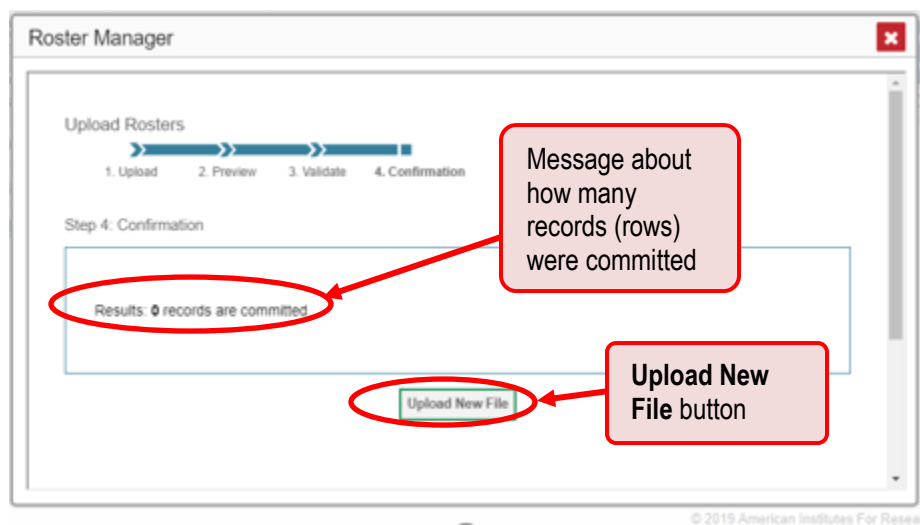 Roster Manager
Upload Rosters
1. Upload 2. Preview 3. Validate 4. Confirmation
Message about
how many
records (rows)
were committed
Step 4: Confirmation
Results: 0 records are committed
Upload New File
Upload New
File button
© 2019 American Institutes For Resea